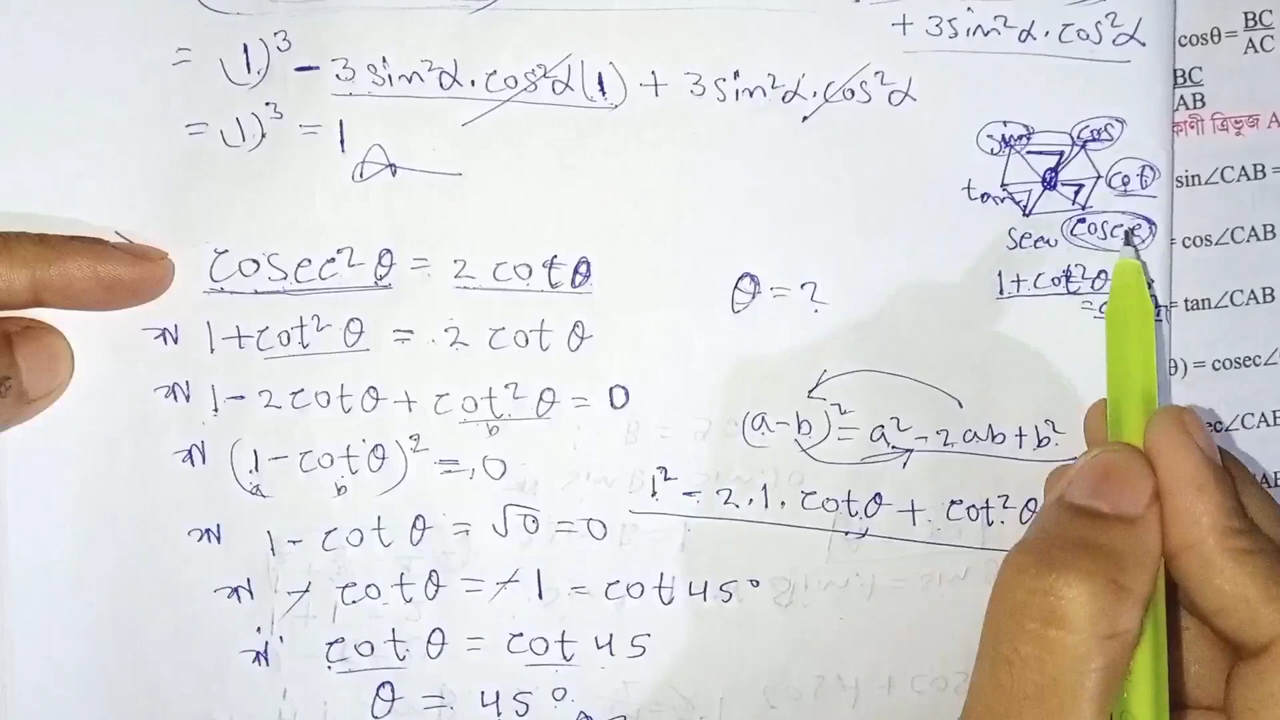 + 3sin²α.cos²α
= (1)³ - 3sin²α.cos²α(1) + 3sin²α.cos²α
= (1)³ = 1
sin cos
tan cot
sec cosec
1+cot²θ
cosec²θ = 2cotθ
θ = ?
বা 1+cot²θ = 2cotθ
বা 1-2cotθ+cot²θ = 0
b
বা (1-cotθ)² = 0
a b
(a-b)² = a²-2ab+b²
1² - 2.1.cotθ + cot²θ
বা 1-cotθ = √0 = 0
বা -cotθ = -1 = cot45°
বা cotθ = cot45
θ = 45°
cosθ = BC/AC
BC
AB
ত্রিভুজ A
sin∠CAB =
= cos∠CAB
= tan∠CAB
θ) = cosec∠